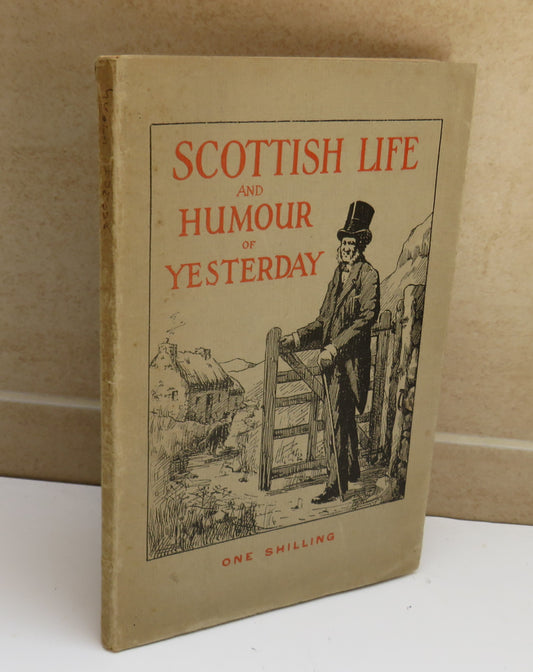 SCOTTISH LIFE
AND
HUMOUR
OF
YESTERDAY
ONE SHILLING